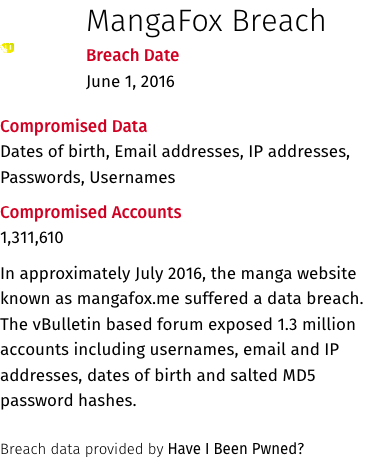 MangaFox Breach
Breach Date
June 1, 2016
Compromised Data
Dates of birth, Email addresses, IP addresses,
Passwords, Usernames
Compromised Accounts
1,311,610
In approximately July 2016, the manga website
known as mangafox.me suffered a data breach.
The vBulletin based forum exposed 1.3 million
accounts including usernames, email and IP
addresses, dates of birth and salted MD5
password hashes.
Breach data provided by Have I Been Pwned?